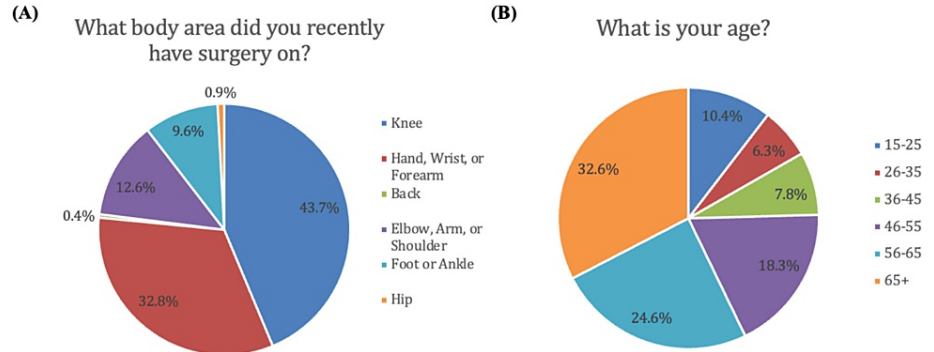 (A)
What body area did you recently
have surgery on?
0.9%
9.6%
12.6%
0.4%
43.7%
32.8%
Knee
Hand, Wrist, or
Forearm
Back
Elbow, Arm, or
Shoulder
Foot or Ankle
Hip
(B)
What is your age?
10.4%
6.3%
7.8%
18.3%
24.6%
32.6%
15-25
26-35
36-45
46-55
56-65
65+